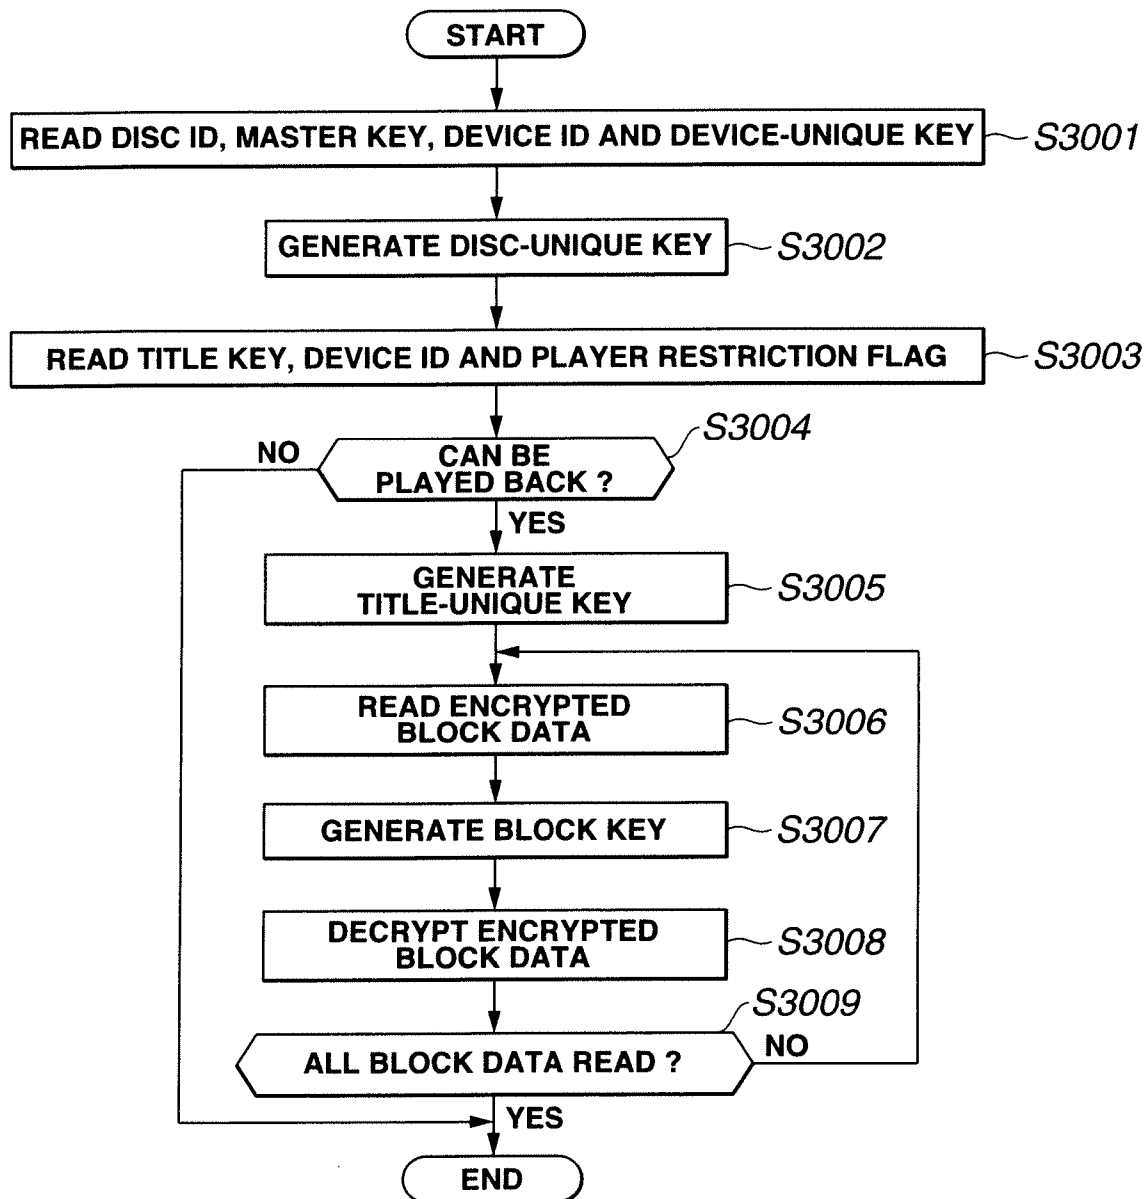 START
READ DISC ID, MASTER KEY, DEVICE ID AND DEVICE-UNIQUE KEY
S3001
GENERATE DISC-UNIQUE KEY
S3002
READ TITLE KEY, DEVICE ID AND PLAYER RESTRICTION FLAG
S3003
S3004
NO
CAN BE
PLAYED BACK ?
YES
GENERATE
TITLE-UNIQUE KEY
S3005
READ ENCRYPTED
BLOCK DATA
S3006
GENERATE BLOCK KEY
S3007
DECRYPT ENCRYPTED
BLOCK DATA
S3008
S3009
ALL BLOCK DATA READ ?
NO
YES
END